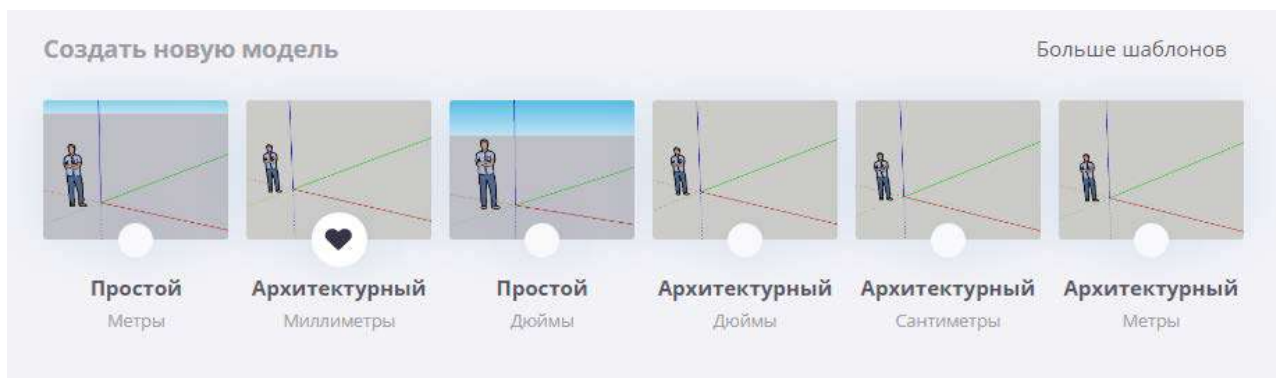 Создать новую модель
Больше шаблонов
Простой
Метры
Архитектурный
Миллиметры
Простой
Дюймы
Архитектурный
Дюймы
Архитектурный
Сантиметры
Архитектурный
Метры